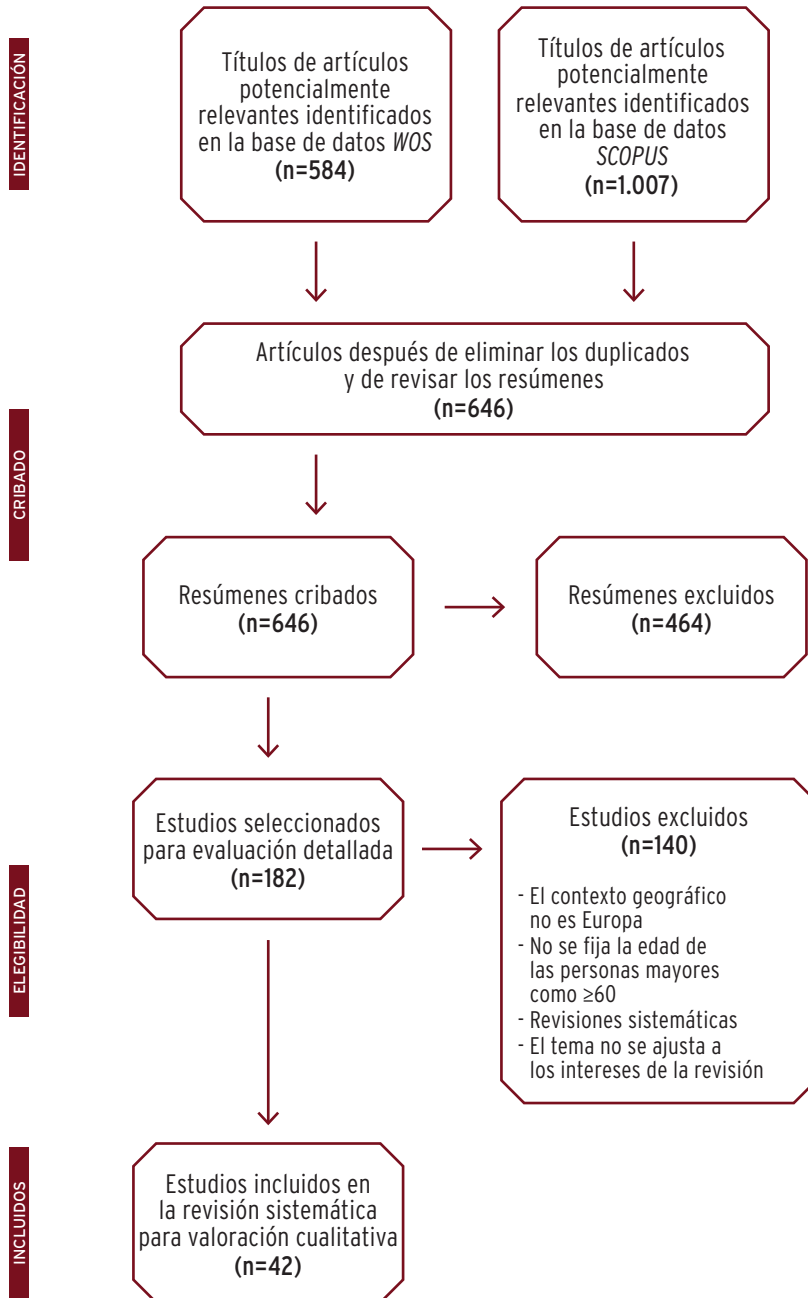 IDENTIFICACIÓN
Títulos de artículos
potencialmente
relevantes identificados
en la base de datos WOS
(n=584)
Títulos de artículos
potencialmente
relevantes identificados
en la base de datos
SCOPUS
(n=1.007)
Artículos después de eliminar los duplicados
y de revisar los resúmenes
(n=646)
CRIBADO
Resúmenes cribados
(n=646)
Resúmenes excluidos
(n=464)
ELEGIBILIDAD
Estudios seleccionados
para evaluación detallada
(n=182)
Estudios excluidos
(n=140)
- El contexto geográfico
no es Europa
- No se fija la edad de
las personas mayores
como ≥60
- Revisiones sistemáticas
- El tema no se ajusta a
los intereses de la revisión
INCLUIDOS
Estudios incluidos en
la revisión sistemática
para valoración cualitativa
(n=42)